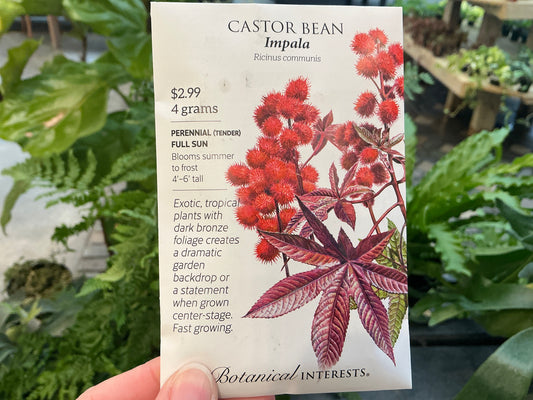 CASTOR BEAN
Impala
Ricinus communis
$2.99
4 grams
PERENNIAL (TENDER)
FULL SUN
Blooms summer
to frost
4'–6' tall
Exotic, tropical
plants with
dark bronze
foliage creates
a dramatic
garden
backdrop or
a statement
when grown
center-stage.
Fast growing.
Botanical INTERESTS®